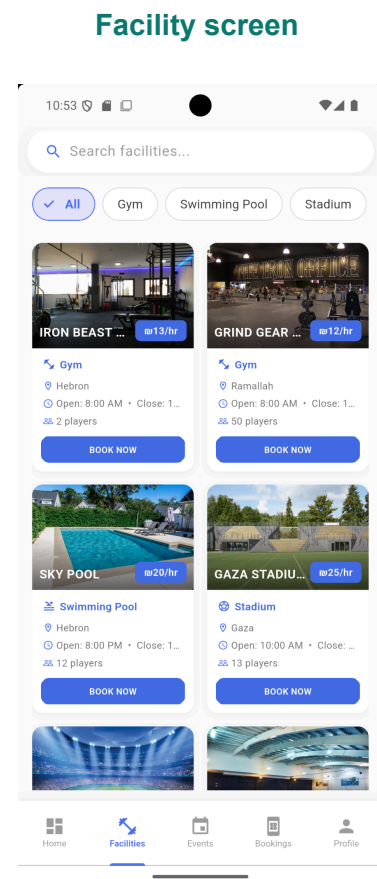 Facility screen
10:53
Search facilities...
All
Gym
Swimming Pool
Stadium
THE IRON OFFICE
IRON BEAST ...
₪13/hr
GRIND GEAR ...
₪12/hr
Gym
Hebron
Open: 8:00 AM • Close: 1...
2 players
BOOK NOW
Gym
Ramallah
Open: 8:00 AM • Close: 1...
50 players
BOOK NOW
SKY POOL
₪20/hr
GAZA STADIU...
₪25/hr
Swimming Pool
Hebron
Open: 8:00 PM • Close: 1...
12 players
BOOK NOW
Stadium
Gaza
Open: 10:00 AM • Close: ...
13 players
BOOK NOW
Home
Facilities
Events
Bookings
Profile